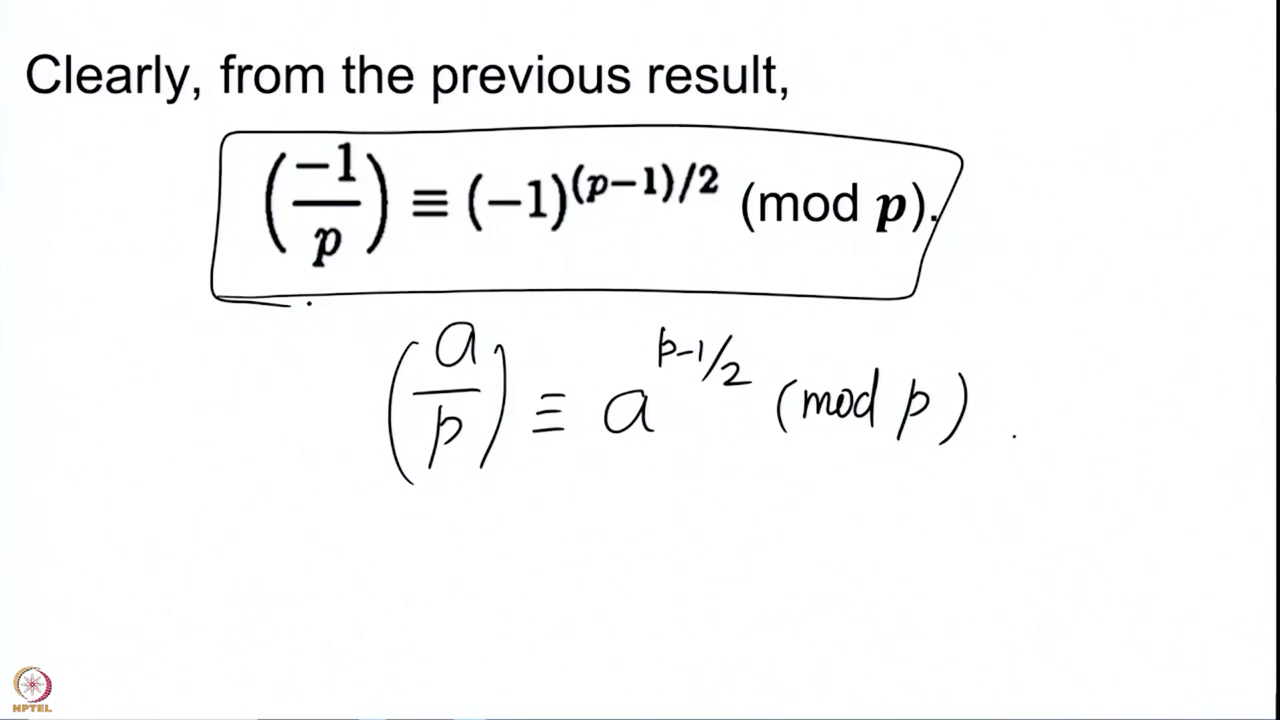 Clearly, from the previous result,
(−1/p) ≡ (−1)^(p−1)/2 (mod p).
(a/p) ≡ a^p-1/2 (mod p)
NPTEL